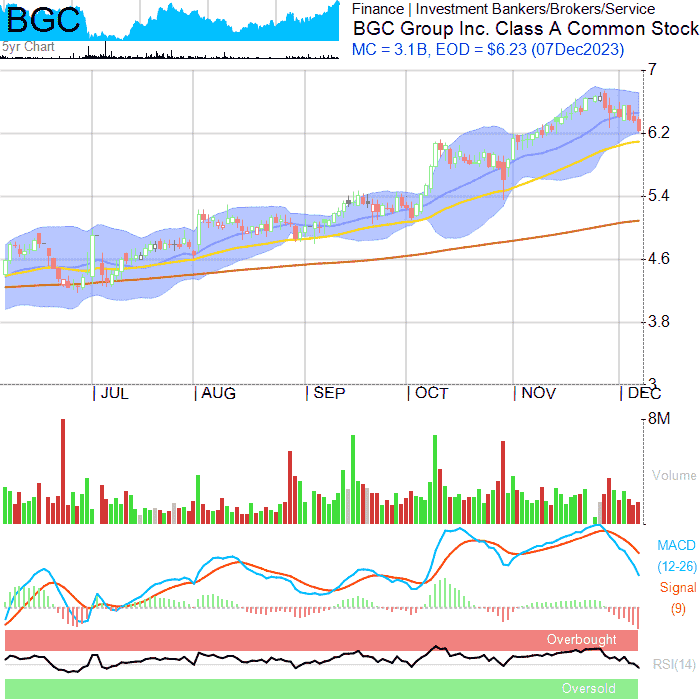 BGC
5yr Chart
Finance | Investment Bankers/Brokers/Service
BGC Group Inc. Class A Common Stock
MC = 3.1B, EOD = $6.23 (07Dec2023)
7
6.2
5.4
4.6
3.8
3
JUL
AUG
SEP
OCT
NOV
DEC
8M
Volume
MACD
(12-26)
Signal
(9)
Overbought
RSI(14)
Oversold